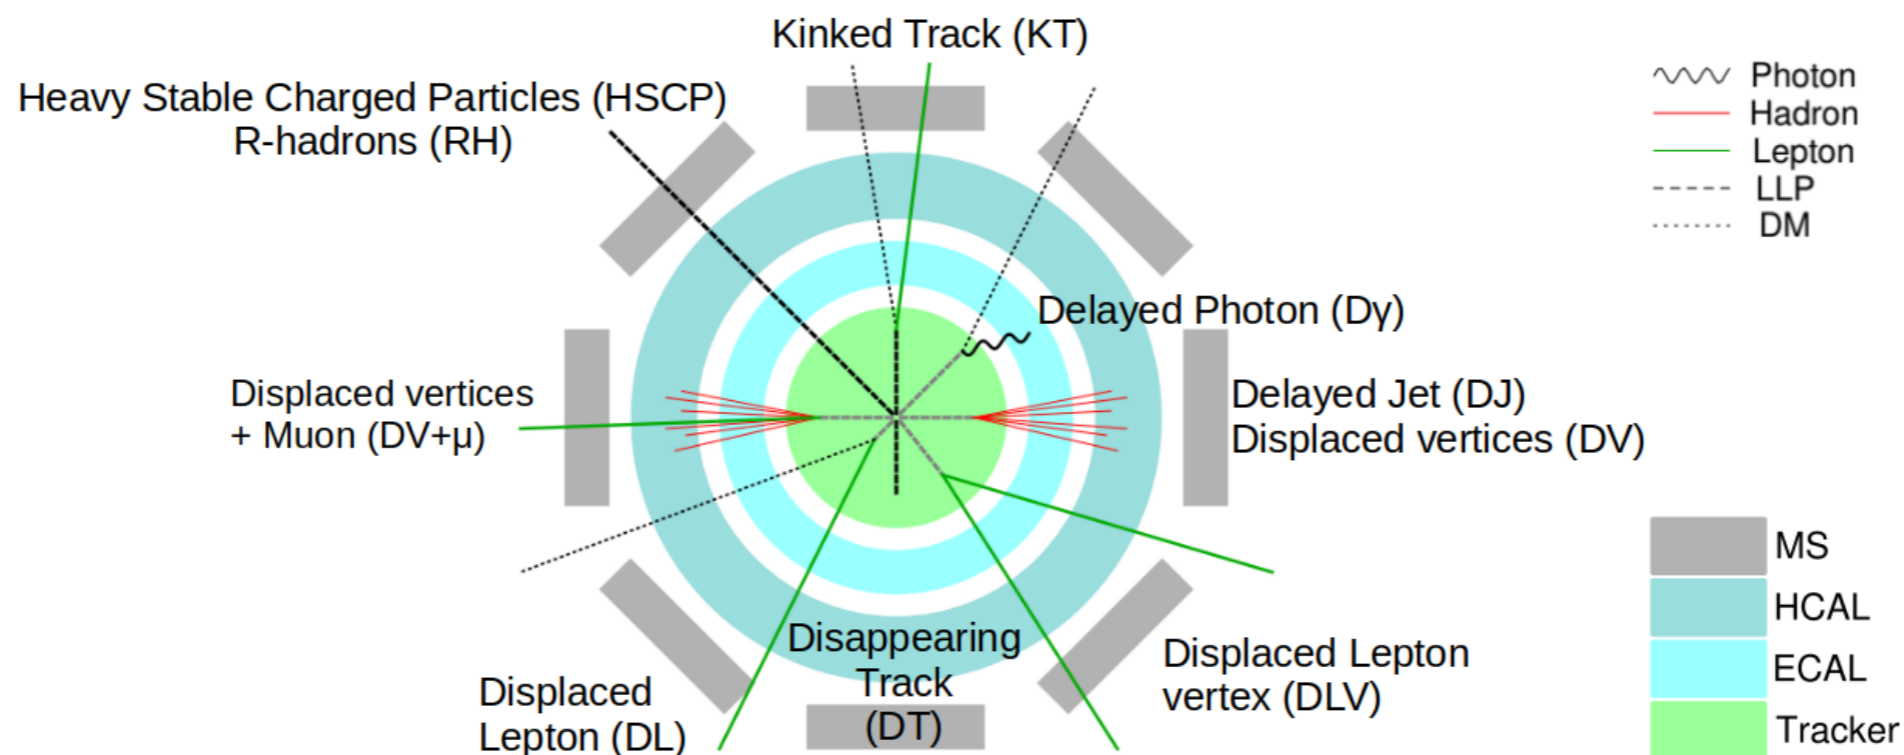 Kinked Track (KT)
Heavy Stable Charged Particles (HSCP)
R-hadrons (RH)
Photon
Hadron
Lepton
LLP
DM
Delayed Photon (Dγ)
Displaced vertices
+ Muon (DV+μ)
Delayed Jet (DJ)
Displaced vertices (DV)
Disappearing
Track
(DT)
Displaced
Lepton (DL)
Displaced Lepton
vertex (DLV)
MS
HCAL
ECAL
Tracker